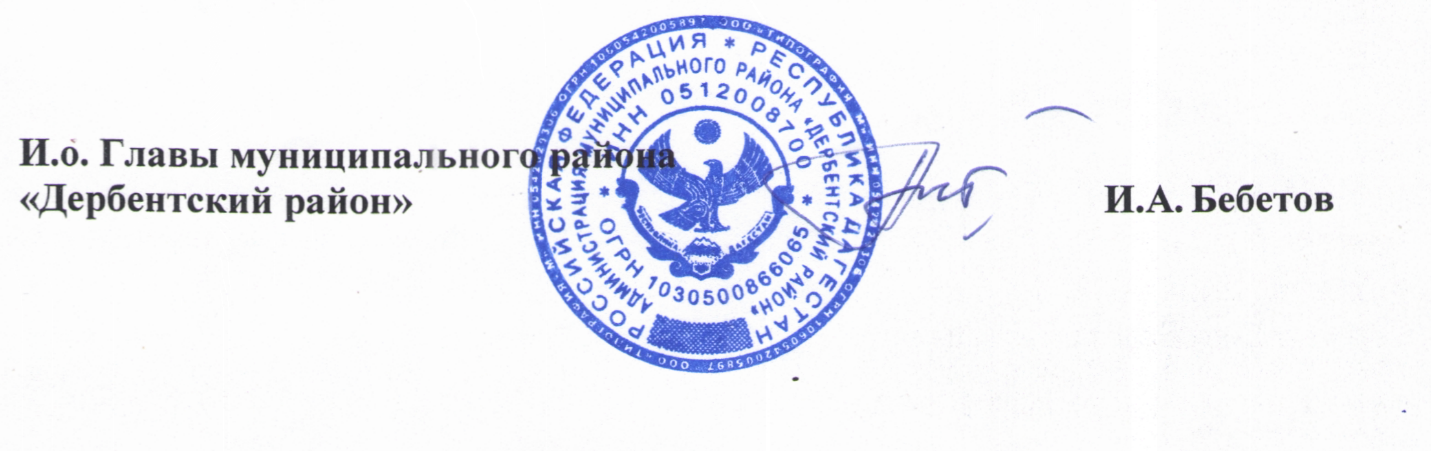 И.о. Главы муниципального района
«Дербентский район»
И.А. Бебетов
РОССИЙСКАЯ ФЕДЕРАЦИЯ * РЕСПУБЛИКА ДАГЕСТАН
АДМИНИСТРАЦИЯ МУНИЦИПАЛЬНОГО РАЙОНА «ДЕРБЕНТСКИЙ РАЙОН»
* ИНН 0512008700 *
ОГРН 1030500866065